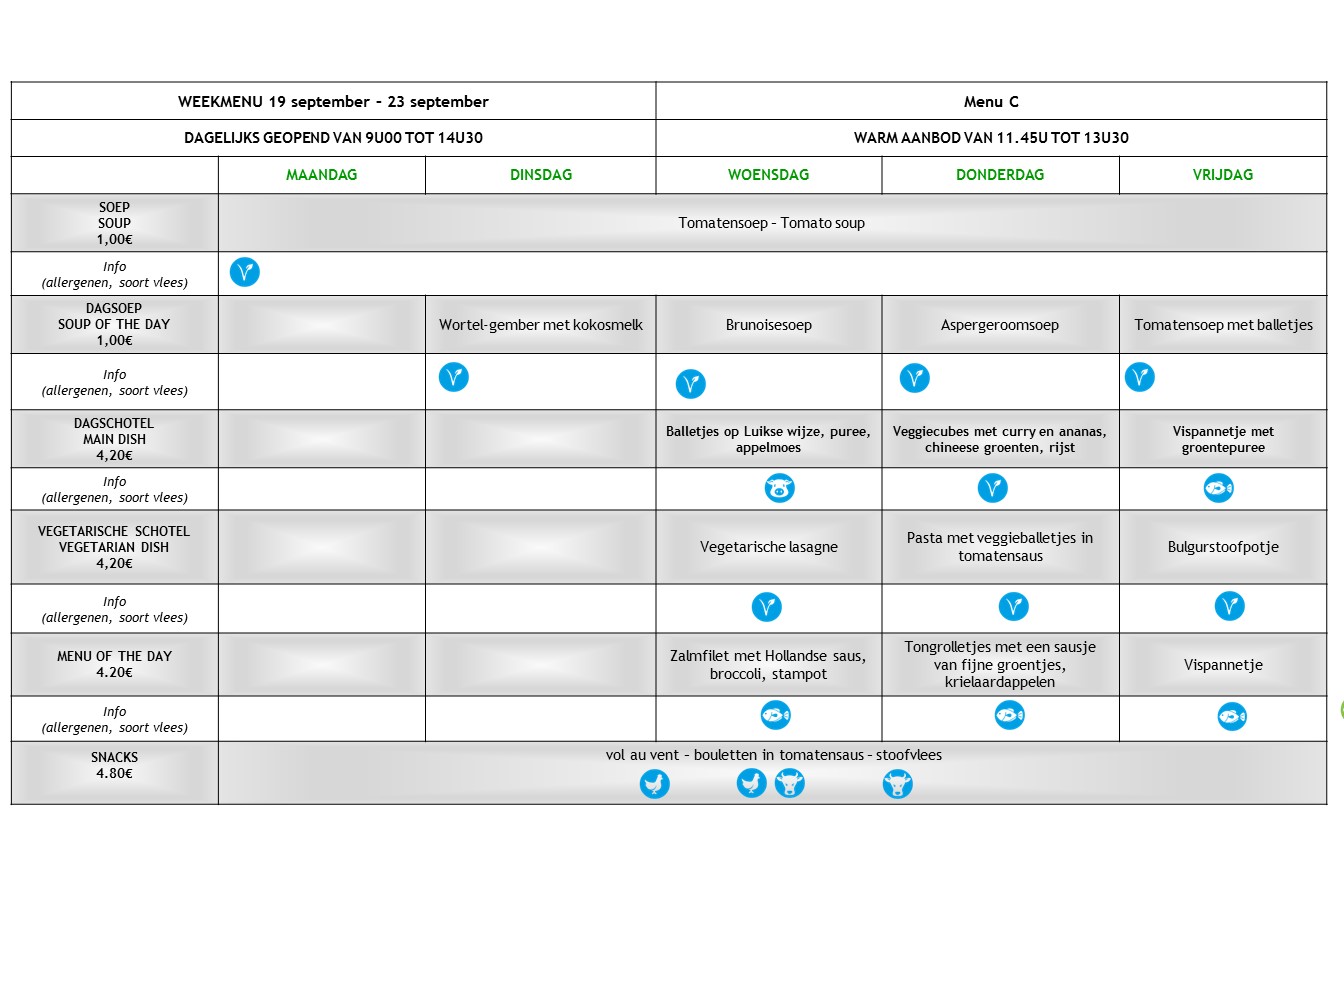 WEEKMENU 19 september – 23 september
Menu C
DAGELIJKS GEOPEND VAN 9U00 TOT 14U30
WARM AANBOD VAN 11.45U TOT 13U30
MAANDAG
DINSDAG
WOENSDAG
DONDERDAG
VRIJDAG
SOEP
SOUP
1,00€
Tomatensoep – Tomato soup
Info
(allergenen, soort vlees)
DAGSOEP
SOUP OF THE DAY
1,00€
Wortel-gember met kokosmelk
Brunoisesoep
Aspergeroomsoep
Tomatensoep met balletjes
Info
(allergenen, soort vlees)
DAGSCHOTEL
MAIN DISH
4,20€
Balletjes op Luikse wijze, puree,
appelmoes
Veggiecubes met curry en ananas,
chineese groenten, rijst
Vispannetje met
groentepuree
Info
(allergenen, soort vlees)
VEGETARISCHE SCHOTEL
VEGETARIAN DISH
4,20€
Vegetarische lasagne
Pasta met veggieballetjes in
tomatensaus
Bulgurstoofpotje
Info
(allergenen, soort vlees)
MENU OF THE DAY
4.20€
Zalmfilet met Hollandse saus,
broccoli, stampot
Tongrolletjes met een sausje
van fijne groentjes,
krielaardappelen
Vispannetje
Info
(allergenen, soort vlees)
SNACKS
4.80€
vol au vent – bouletten in tomatensaus – stoofvlees